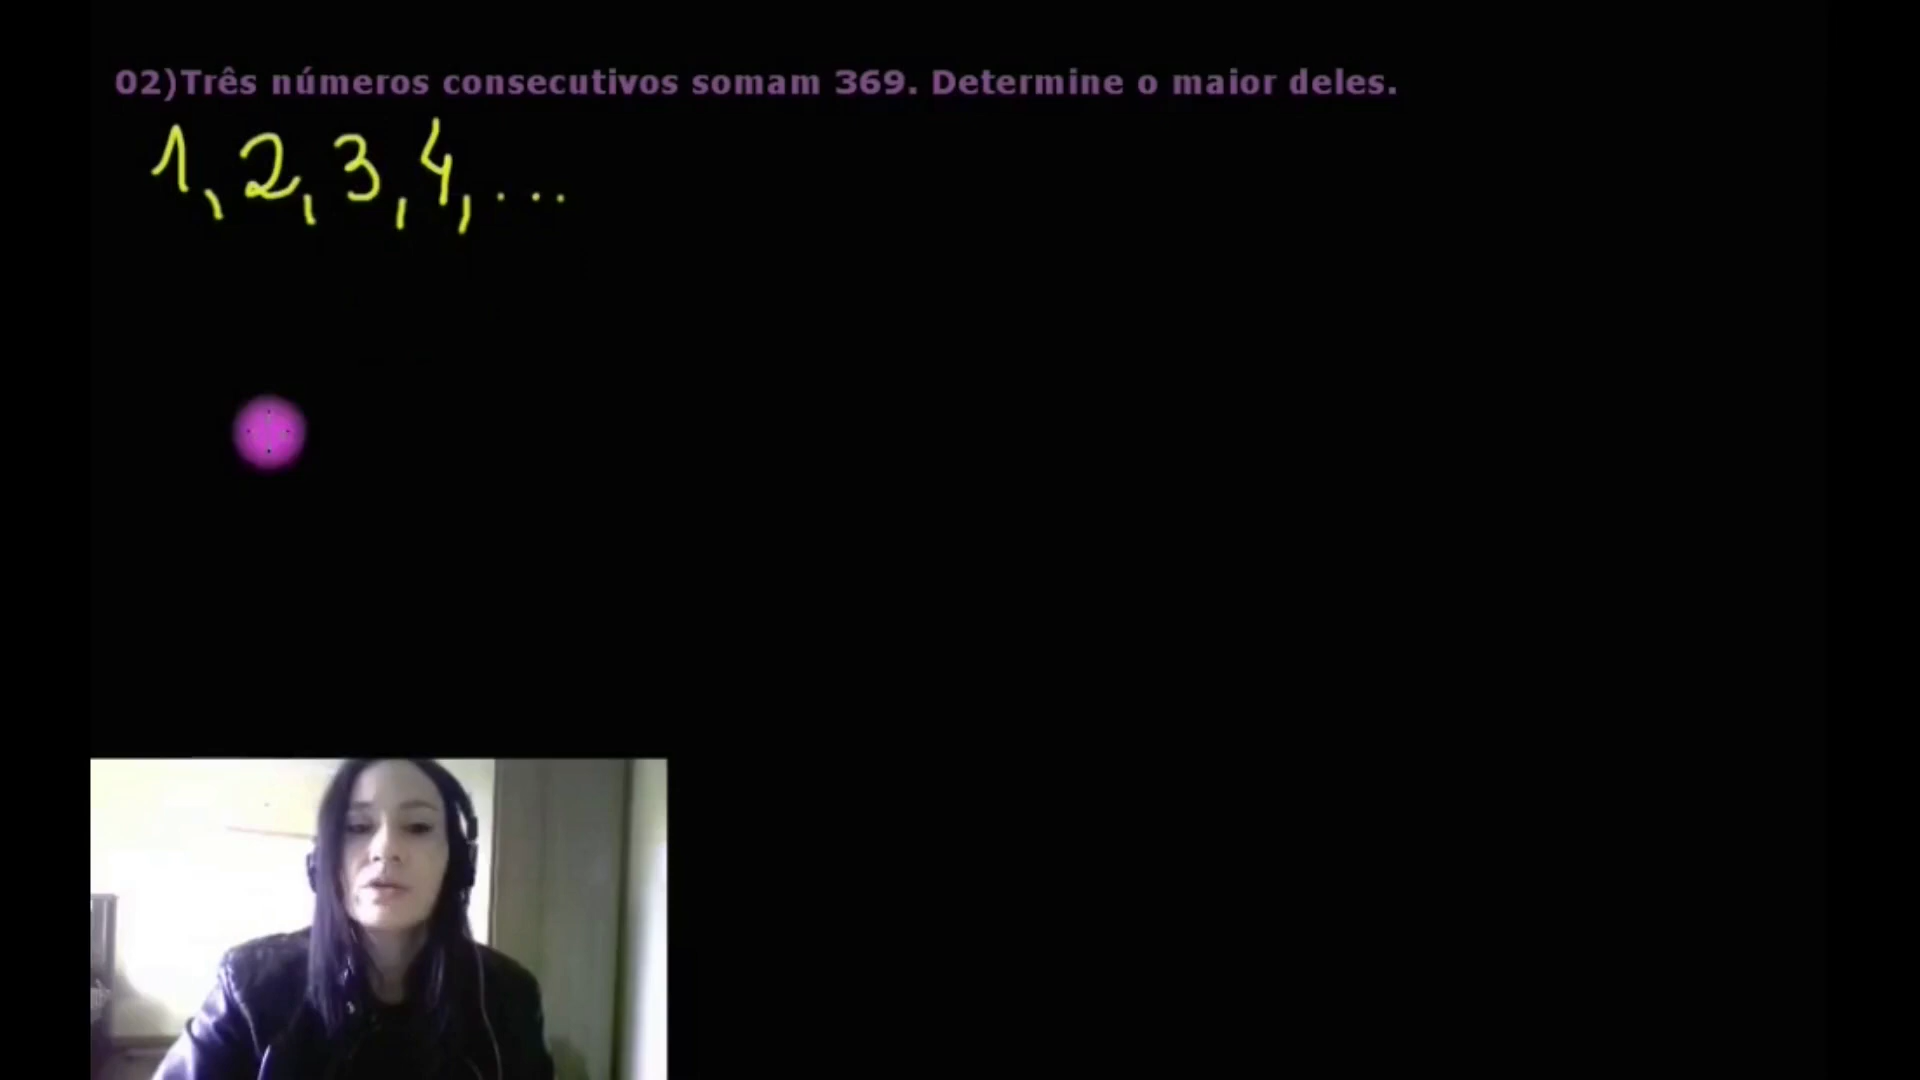 02)Três números consecutivos somam 369. Determine o maior deles.
1, 2, 3, 4, ...